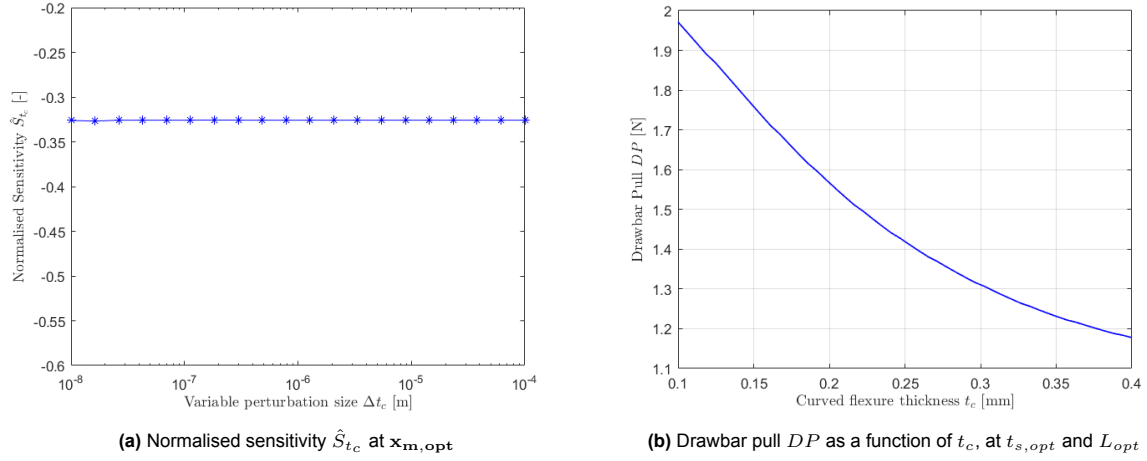 -0.2
-0.25
-0.3
-0.35
-0.4
-0.45
-0.5
-0.55
-0.6
Normalised Sensitivity Ŝ_{t_c} [-]
10⁻⁸ 10⁻⁷ 10⁻⁶ 10⁻⁵ 10⁻⁴
Variable perturbation size Δt_c [m]
(a) Normalised sensitivity Ŝ_{t_c} at x_{m,opt}
2
1.9
1.8
1.7
1.6
1.5
1.4
1.3
1.2
1.1
Drawbar Pull DP [N]
0.1 0.15 0.2 0.25 0.3 0.35 0.4
Curved flexure thickness t_c [mm]
(b) Drawbar pull DP as a function of t_c, at t_{s,opt} and L_{opt}